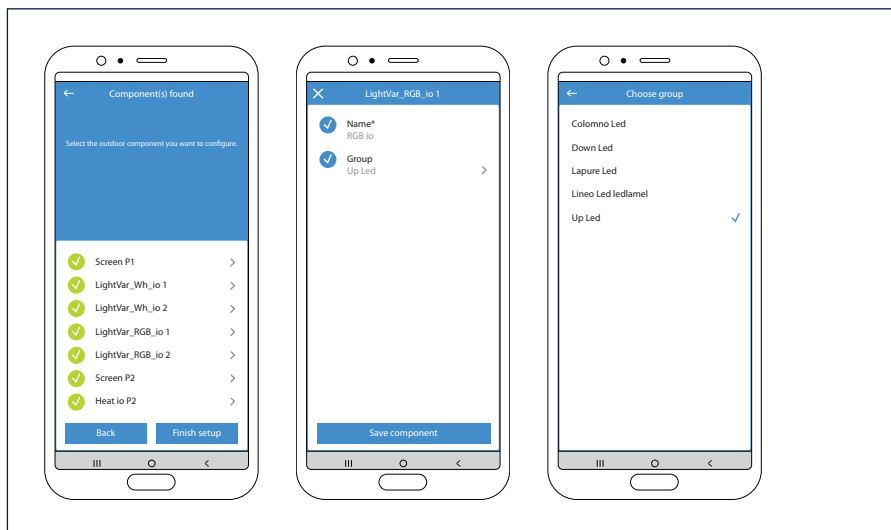 Component(s) found
Select the outdoor component you want to configure.
Screen P1
LightVar_Wh_io 1
LightVar_Wh_io 2
LightVar_RGB_io 1
LightVar_RGB_io 2
Screen P2
Heat io P2
Back
Finish setup
LightVar_RGB_io 1
Name*
RGB io
Group
Up Led
Save component
Choose group
Colomno Led
Down Led
Lapure Led
Lineo Led ledlamel
Up Led